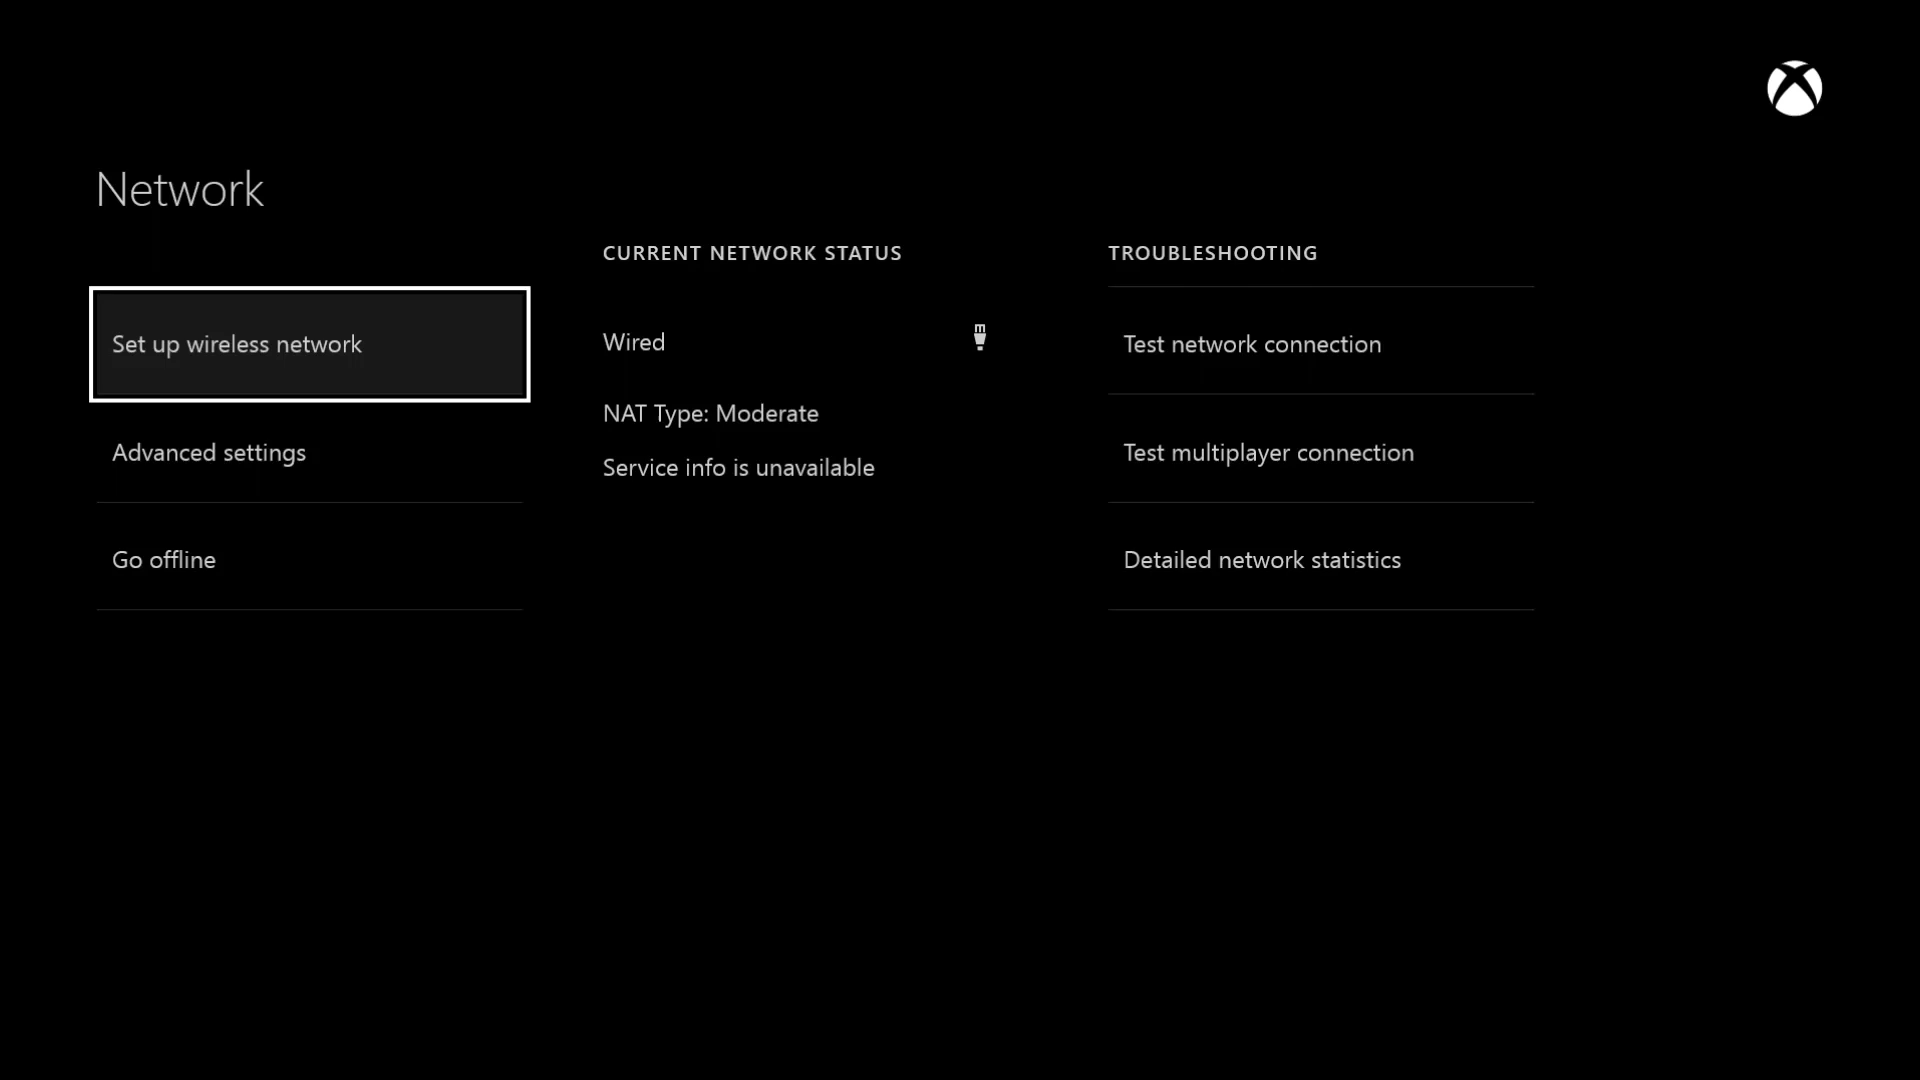 Network
Set up wireless network
Advanced settings
Go offline
CURRENT NETWORK STATUS
Wired
NAT Type: Moderate
Service info is unavailable
TROUBLESHOOTING
Test network connection
Test multiplayer connection
Detailed network statistics